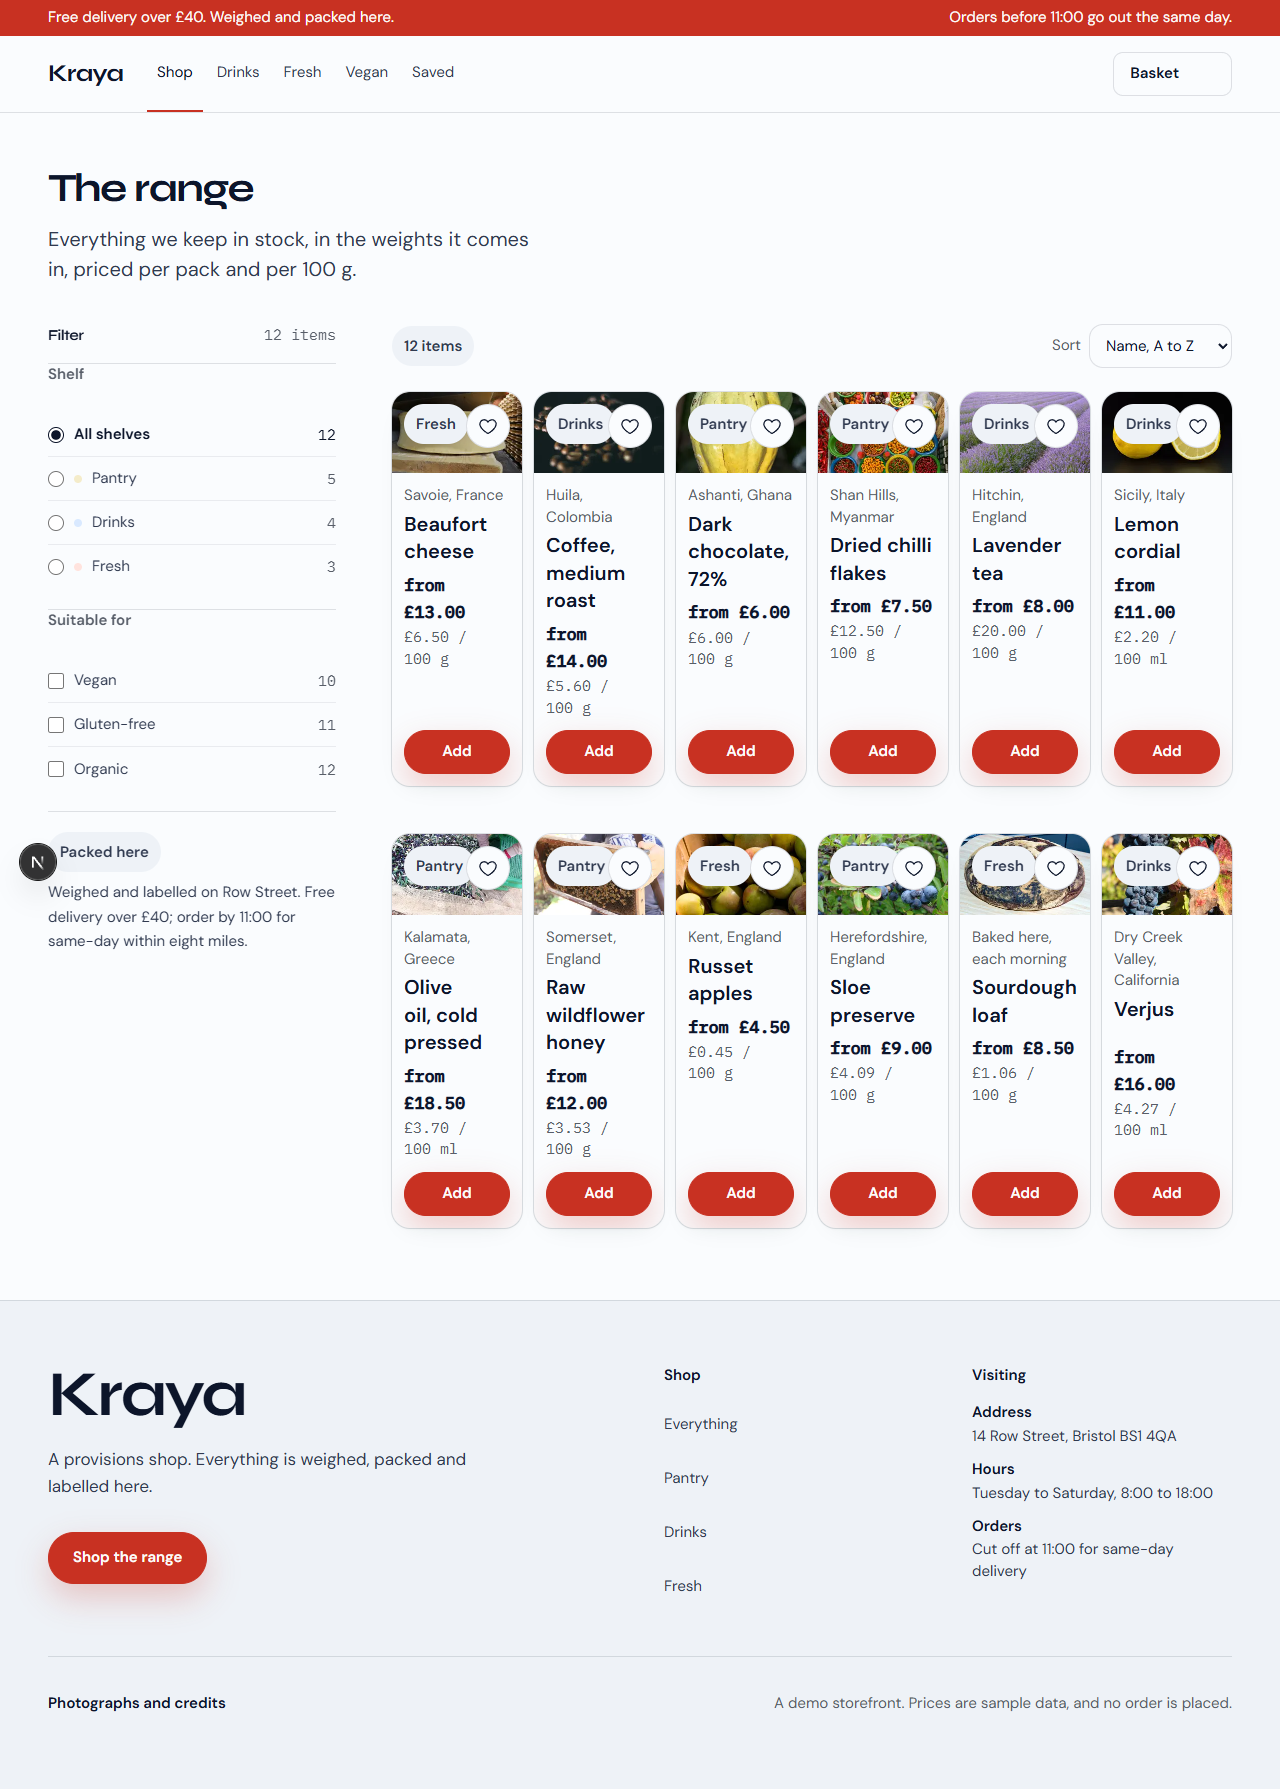 Free delivery over £40. Weighed and packed here.
Orders before 11:00 go out the same day.
Kraya
Shop
Drinks
Fresh
Vegan
Saved
Basket
The range
Everything we keep in stock, in the weights it comes
in, priced per pack and per 100 g.
Filter
12 items
Shelf
All shelves
12
Pantry
5
Drinks
4
Fresh
3
Suitable for
Vegan
10
Gluten-free
11
Organic
12
N
Packed here
Weighed and labelled on Row Street. Free
delivery over £40; order by 11:00 for
same-day within eight miles.
12 items
Sort
Name, A to Z
Fresh
Savoie, France
Beaufort
cheese
from
£13.00
£6.50 /
100 g
Add
Drinks
Huila,
Colombia
Coffee,
medium
roast
from
£14.00
£5.60 /
100 g
Add
Pantry
Ashanti, Ghana
Dark
chocolate,
72%
from £6.00
£6.00 /
100 g
Add
Pantry
Shan Hills,
Myanmar
Dried chilli
flakes
from £7.50
£12.50 /
100 g
Add
Drinks
Hitchin,
England
Lavender
tea
from £8.00
£20.00 /
100 g
Add
Drinks
Sicily, Italy
Lemon
cordial
from
£11.00
£2.20 /
100 ml
Add
Pantry
Kalamata,
Greece
Olive
oil, cold
pressed
from
£18.50
£3.70 /
100 ml
Add
Pantry
Somerset,
England
Raw
wildflower
honey
from
£12.00
£3.53 /
100 g
Add
Fresh
Kent, England
Russet
apples
from £4.50
£0.45 /
100 g
Add
Pantry
Herefordshire,
England
Sloe
preserve
from £9.00
£4.09 /
100 g
Add
Fresh
Baked here,
each morning
Sourdough
loaf
from £8.50
£1.06 /
100 g
Add
Drinks
Dry Creek
Valley,
California
Verjus
from
£16.00
£4.27 /
100 ml
Add
Kraya
A provisions shop. Everything is weighed, packed and
labelled here.
Shop the range
Shop
Everything
Pantry
Drinks
Fresh
Visiting
Address
14 Row Street, Bristol BS1 4QA
Hours
Tuesday to Saturday, 8:00 to 18:00
Orders
Cut off at 11:00 for same-day
delivery
Photographs and credits
A demo storefront. Prices are sample data, and no order is placed.